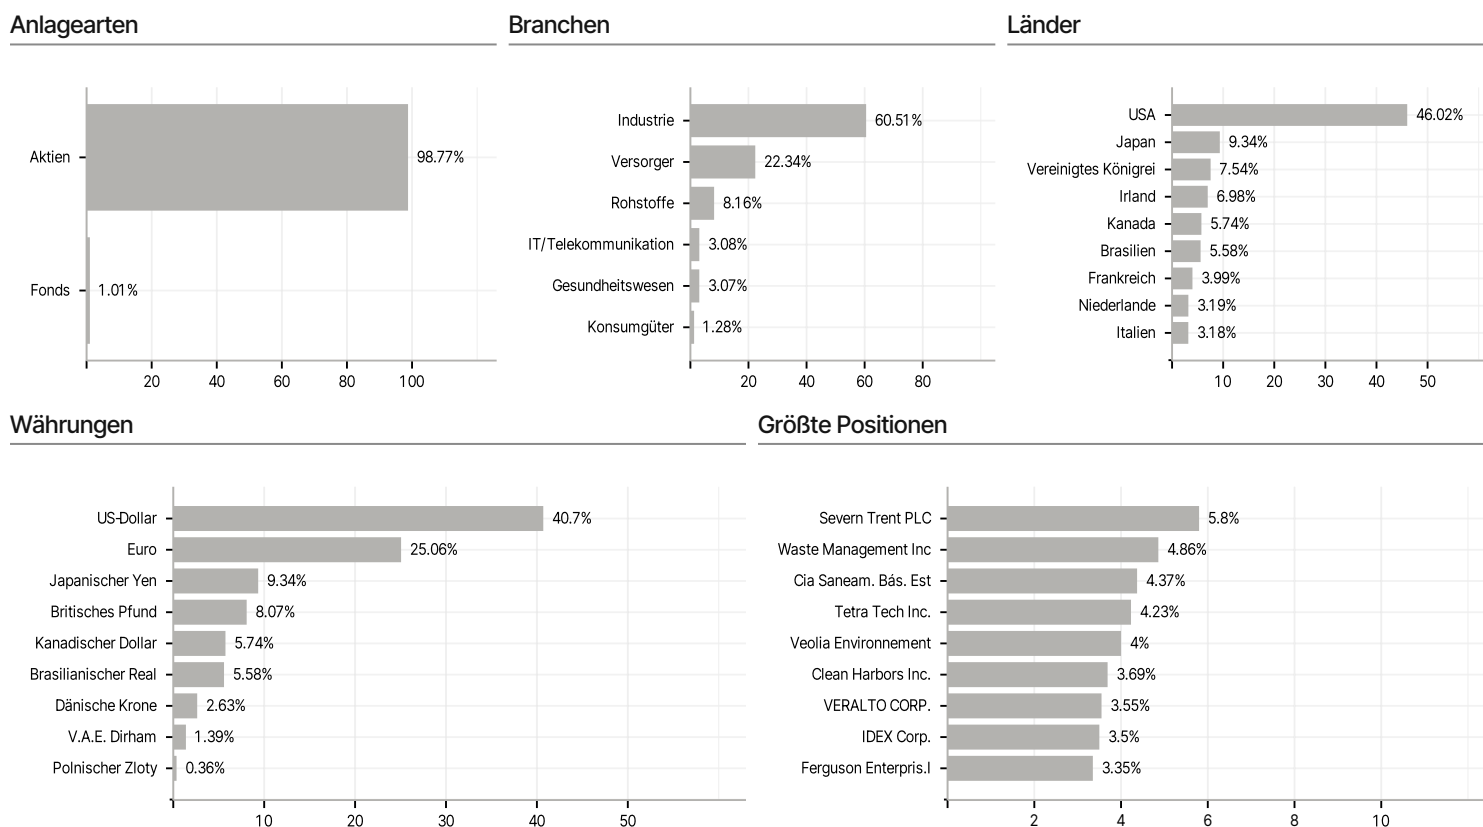 Anlagearten
Aktien 98.77%
Fonds 1.01%
20 40 60 80 100
Branchen
Industrie 60.51%
Versorger 22.34%
Rohstoffe 8.16%
IT/Telekommunikation 3.08%
Gesundheitswesen 3.07%
Konsumgüter 1.28%
20 40 60 80
Länder
USA 46.02%
Japan 9.34%
Vereinigtes Königrei 7.54%
Irland 6.98%
Kanada 5.74%
Brasilien 5.58%
Frankreich 3.99%
Niederlande 3.19%
Italien 3.18%
10 20 30 40 50
Währungen
US-Dollar 40.7%
Euro 25.06%
Japanischer Yen 9.34%
Britisches Pfund 8.07%
Kanadischer Dollar 5.74%
Brasilianischer Real 5.58%
Dänische Krone 2.63%
V.A.E. Dirham 1.39%
Polnischer Zloty 0.36%
10 20 30 40 50
Größte Positionen
Severn Trent PLC 5.8%
Waste Management Inc 4.86%
Cia Saneam. Bás. Est 4.37%
Tetra Tech Inc. 4.23%
Veolia Environnement 4%
Clean Harbors Inc. 3.69%
VERALTO CORP. 3.55%
IDEX Corp. 3.5%
Ferguson Enterpris.I 3.35%
2 4 6 8 10